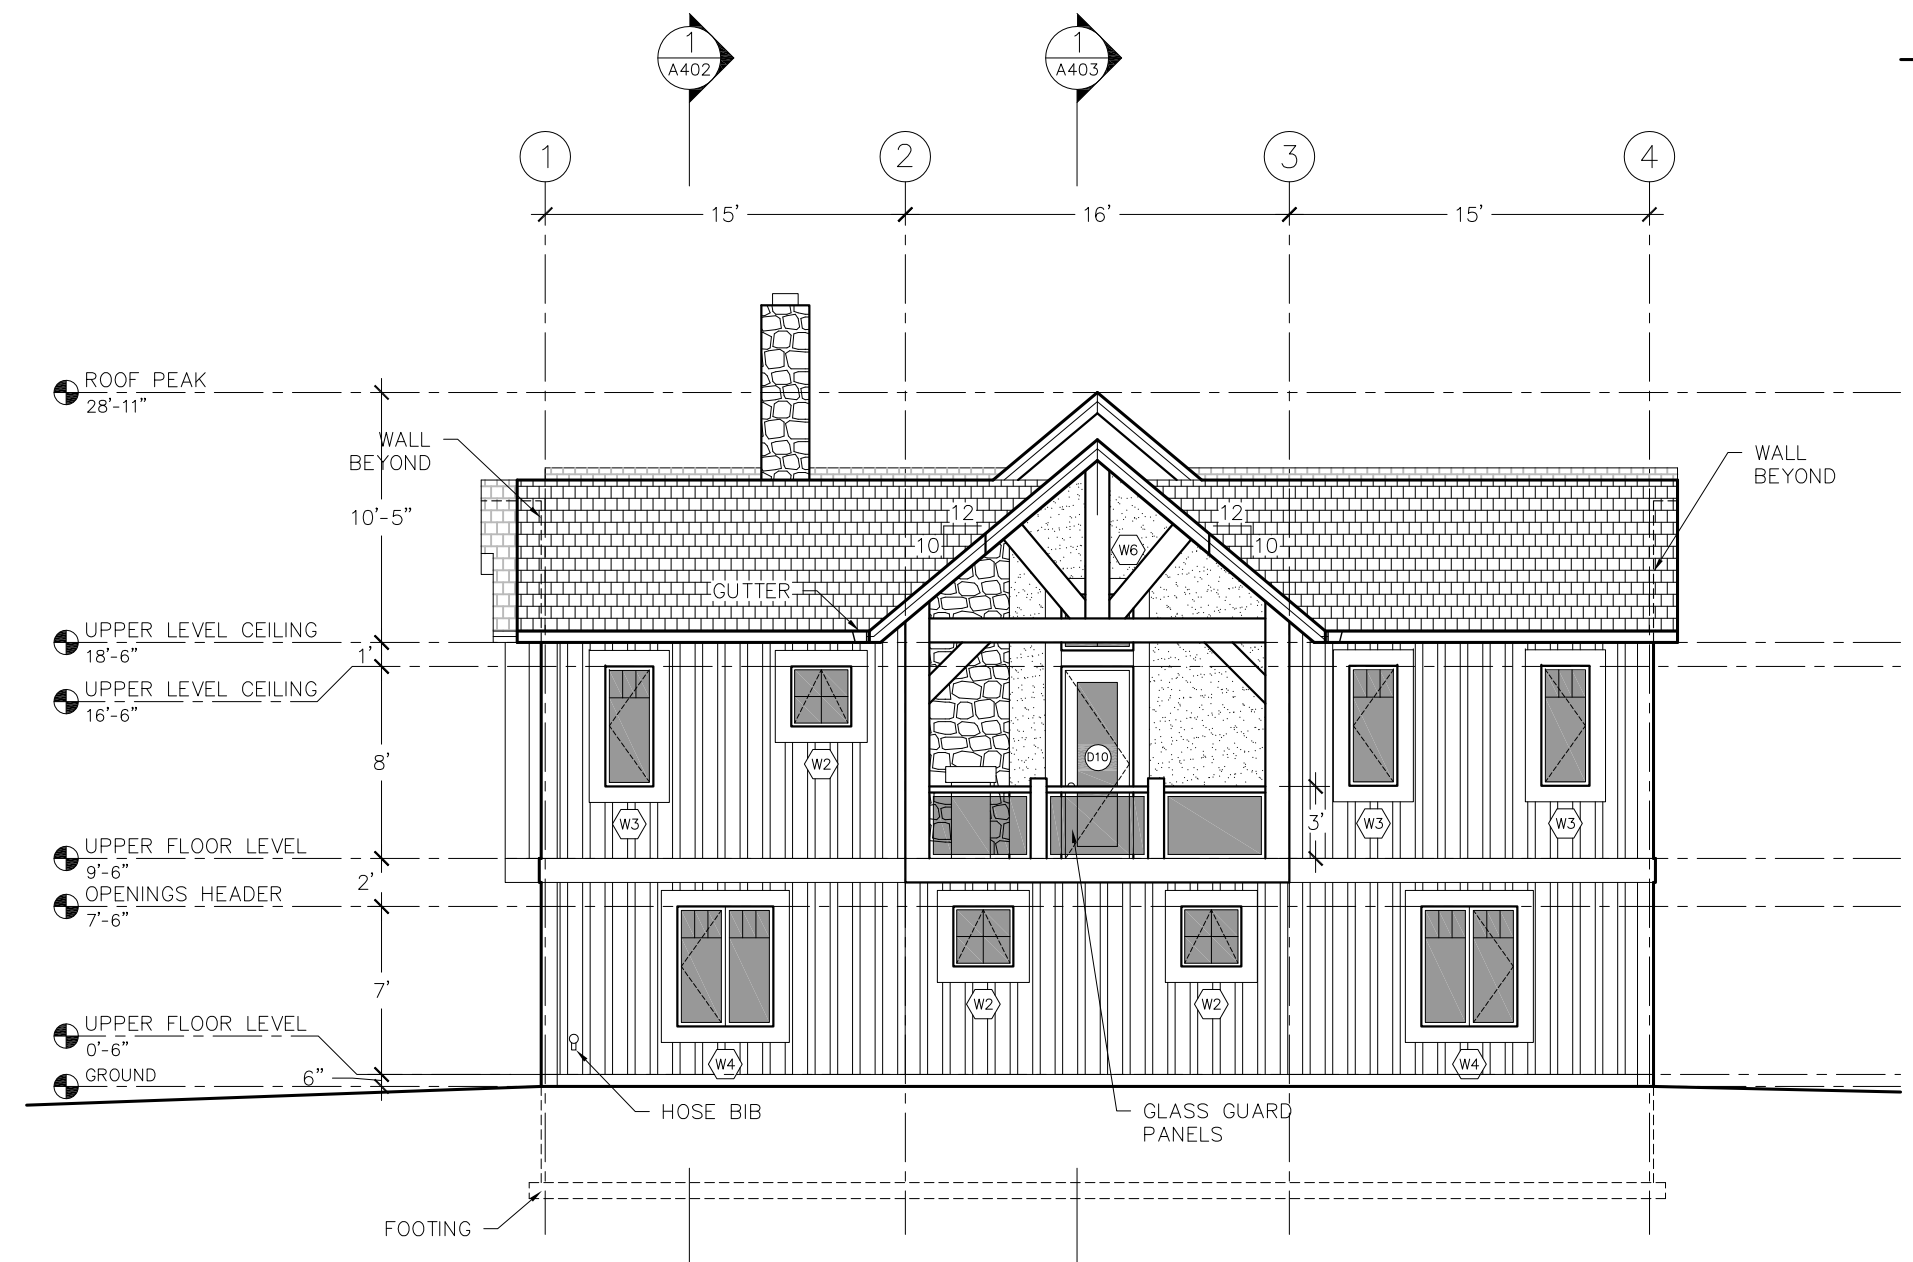 1
A402
1
A403
1
2
3
4
15'
16'
15'
ROOF PEAK
28'-11"
WALL
BEYOND
WALL
BEYOND
10'-5"
12
12
10
10
W6
GUTTER
UPPER LEVEL CEILING
18'-6"
1'
UPPER LEVEL CEILING
16'-6"
8'
W2
D10
W3
3'
W3
W3
UPPER FLOOR LEVEL
9'-6"
2'
OPENINGS HEADER
7'-6"
7'
W2
W2
UPPER FLOOR LEVEL
0'-6"
W4
W4
GROUND
6"
HOSE BIB
GLASS GUARD
PANELS
FOOTING